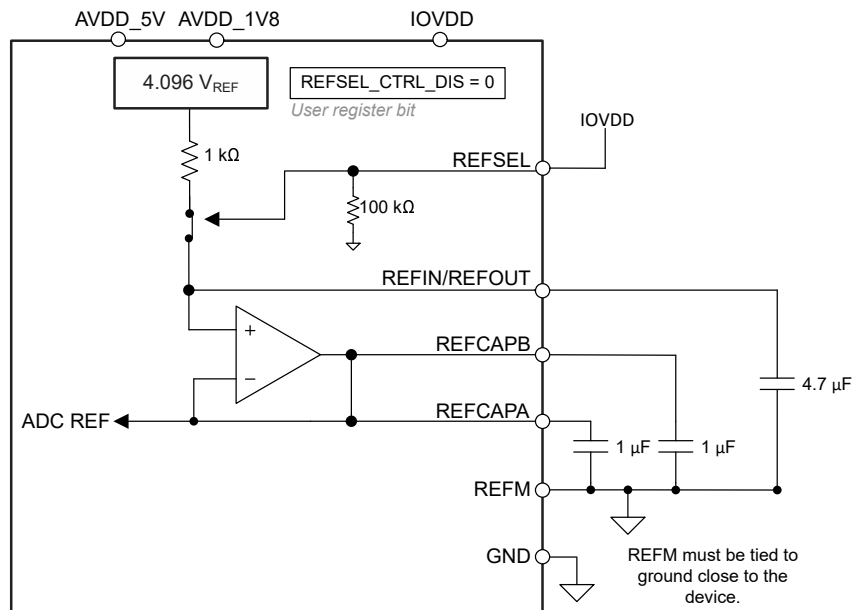 AVDD_5V AVDD_1V8 IOVDD
4.096 VREF
REFSEL_CTRL_DIS = 0
User register bit
IOVDD
1 kΩ
REFSEL
100 kΩ
REFIN/REFOUT
+
REFCAPB
−
4.7 µF
ADC REF
REFCAPA
1 µF
1 µF
REFM
GND
REFM must be tied to
ground close to the
device.